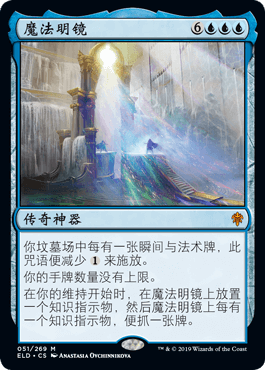 魔法明镜 6
传奇神器
你坟墓场中每有一张瞬间与法术牌，此
咒语便减少 1 来施放。
你的手牌数量没有上限。
在你的维持开始时，在魔法明镜上放置
一个知识指示物，然后魔法明镜上每有
一个知识指示物，便抓一张牌。
051/269 M
ELD • CS ANASTASIA OVCHINNIKOVA
™ & © 2019 Wizards of the Coast